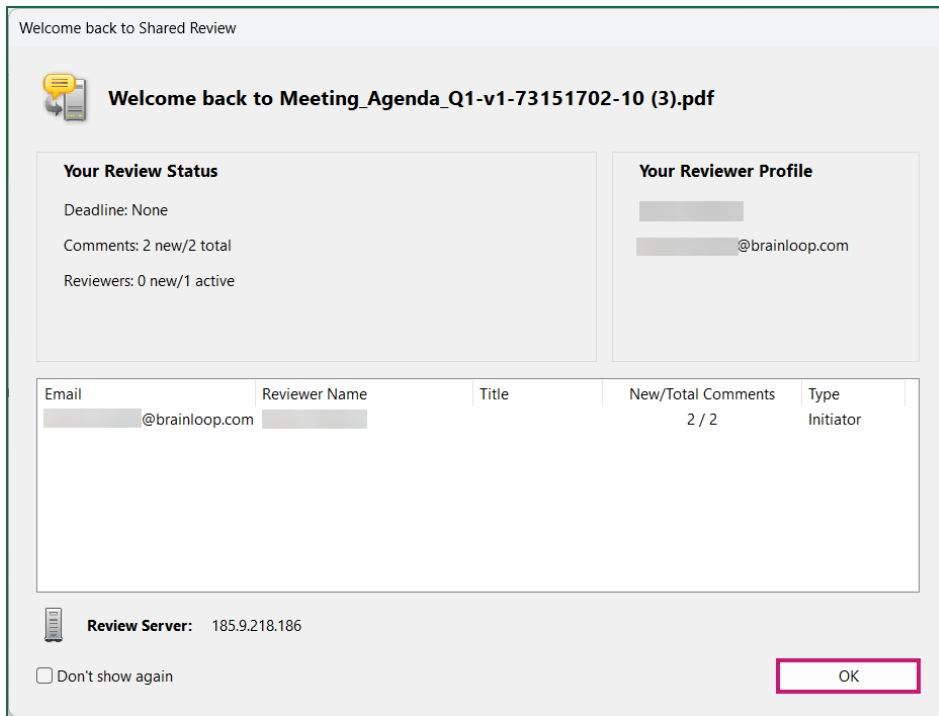 Welcome back to Shared Review
Welcome back to Meeting_Agenda_Q1-v1-73151702-10 (3).pdf
Your Review Status
Deadline: None
Comments: 2 new/2 total
Reviewers: 0 new/1 active
Your Reviewer Profile
@brainloop.com
Email Reviewer Name Title New/Total Comments Type
@brainloop.com 2 / 2 Initiator
Review Server: 185.9.218.186
Don't show again
OK